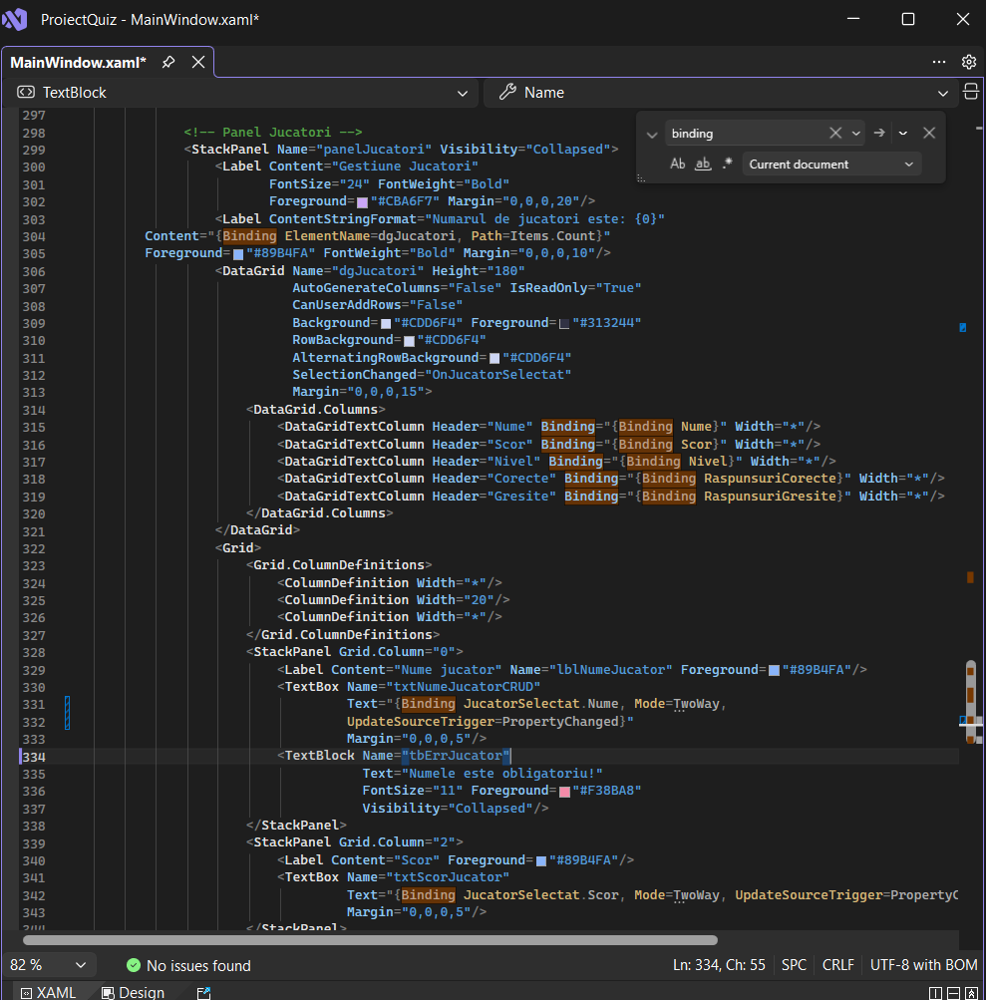 ProiectQuiz - MainWindow.xaml*
MainWindow.xaml*
TextBlock
Name
binding
Ab ab .*
Current document
297
298 <!-- Panel Jucatori -->
299 <StackPanel Name="panelJucatori" Visibility="Collapsed">
300 <Label Content="Gestiune Jucatori"
301 FontSize="24" FontWeight="Bold"
302 Foreground="#CBA6F7" Margin="0,0,0,20"/>
303 <Label ContentStringFormat="Numarul de jucatori este: {0}"
304 Content="{Binding ElementName=dgJucatori, Path=Items.Count}"
305 Foreground="#89B4FA" FontWeight="Bold" Margin="0,0,0,10"/>
306 <DataGrid Name="dgJucatori" Height="180"
307 AutoGenerateColumns="False" IsReadOnly="True"
308 CanUserAddRows="False"
309 Background="#CDD6F4" Foreground="#313244"
310 RowBackground="#CDD6F4"
311 AlternatingRowBackground="#CDD6F4"
312 SelectionChanged="OnJucatorSelectat"
313 Margin="0,0,0,15">
314 <DataGrid.Columns>
315 <DataGridTextColumn Header="Nume" Binding="{Binding Nume}" Width="*"/>
316 <DataGridTextColumn Header="Scor" Binding="{Binding Scor}" Width="*"/>
317 <DataGridTextColumn Header="Nivel" Binding="{Binding Nivel}" Width="*"/>
318 <DataGridTextColumn Header="Corecte" Binding="{Binding RaspunsuriCorecte}" Width="*"/>
319 <DataGridTextColumn Header="Gresite" Binding="{Binding RaspunsuriGresite}" Width="*"/>
320 </DataGrid.Columns>
321 </DataGrid>
322 <Grid>
323 <Grid.ColumnDefinitions>
324 <ColumnDefinition Width="*"/>
325 <ColumnDefinition Width="20"/>
326 <ColumnDefinition Width="*"/>
327 </Grid.ColumnDefinitions>
328 <StackPanel Grid.Column="0">
329 <Label Content="Nume jucator" Name="lblNumeJucator" Foreground="#89B4FA"/>
330 <TextBox Name="txtNumeJucatorCRUD"
331 Text="{Binding JucatorSelectat.Nume, Mode=TwoWay,
332 UpdateSourceTrigger=PropertyChanged}"
333 Margin="0,0,0,5"/>
334 <TextBlock Name="tbErrJucator"
335 Text="Numele este obligatoriu!"
336 FontSize="11" Foreground="#F38BA8"
337 Visibility="Collapsed"/>
338 </StackPanel>
339 <StackPanel Grid.Column="2">
340 <Label Content="Scor" Foreground="#89B4FA"/>
341 <TextBox Name="txtScorJucator"
342 Text="{Binding JucatorSelectat.Scor, Mode=TwoWay, UpdateSourceTrigger=PropertyC
343 Margin="0,0,0,5"/>
344 </StackPanel>
82 %
No issues found
Ln: 334, Ch: 55 SPC CRLF UTF-8 with BOM
XAML Design